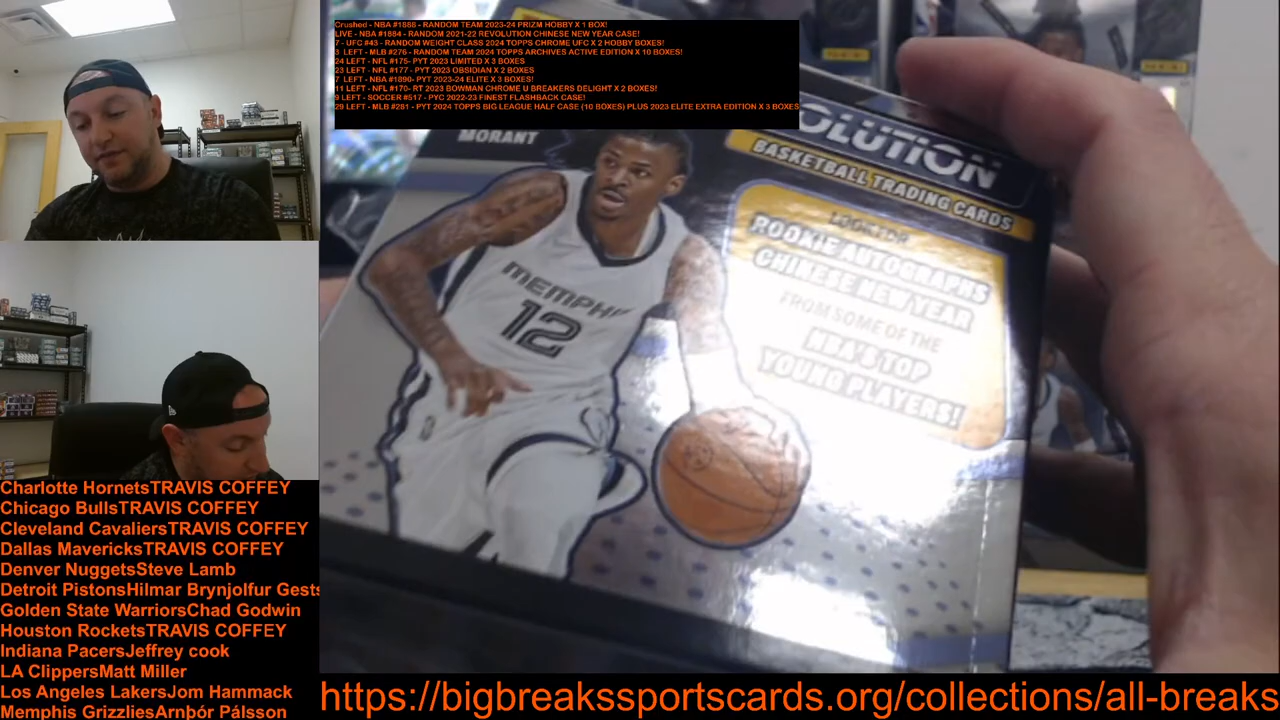 Crushed - NBA #1888 - RANDOM TEAM 2023-24 PRIZM HOBBY X 1 BOX!
LIVE - NBA #1884 - RANDOM 2021-22 REVOLUTION CHINESE NEW YEAR CASE!
7 - UFC #43 - RANDOM WEIGHT CLASS 2024 TOPPS CHROME UFC X 2 HOBBY BOXES!
3 LEFT - MLB #276 - RANDOM TEAM 2024 TOPPS ARCHIVES ACTIVE EDITION X 10 BOXES!
24 LEFT - NFL #175- PYT 2023 LIMITED X 3 BOXES
23 LEFT - NFL #177 - PYT 2023 OBSIDIAN X 2 BOXES
7 LEFT - NBA #1890- PYT 2023-24 ELITE X 3 BOXES!
11 LEFT - NFL #170- RT 2023 BOWMAN CHROME U BREAKERS DELIGHT X 2 BOXES!
9 LEFT - SOCCER #517 - PYC 2022-23 FINEST FLASHBACK CASE!
29 LEFT - MLB #281 - PYT 2024 TOPPS BIG LEAGUE HALF CASE (10 BOXES) PLUS 2023 ELITE EXTRA EDITION X 3 BOXES
MORANT
OLUTION
BASKETBALL TRADING CARDS
LOOK FOR
ROOKIE AUTOGRAPHS
CHINESE NEW YEAR
FROM SOME OF THE
NBA'S TOP
YOUNG PLAYERS!
MEMPHIS
12
Charlotte HornetsTRAVIS COFFEY
Chicago BullsTRAVIS COFFEY
Cleveland CavaliersTRAVIS COFFEY
Dallas MavericksTRAVIS COFFEY
Denver NuggetsSteve Lamb
Detroit PistonsHilmar Brynjolfur Gests
Golden State WarriorsChad Godwin
Houston RocketsTRAVIS COFFEY
Indiana PacersJeffrey cook
LA ClippersMatt Miller
Los Angeles LakersJom Hammack
Memphis GrizzliesArnþór Pálsson
https://bigbreakssportscards.org/collections/all-breaks